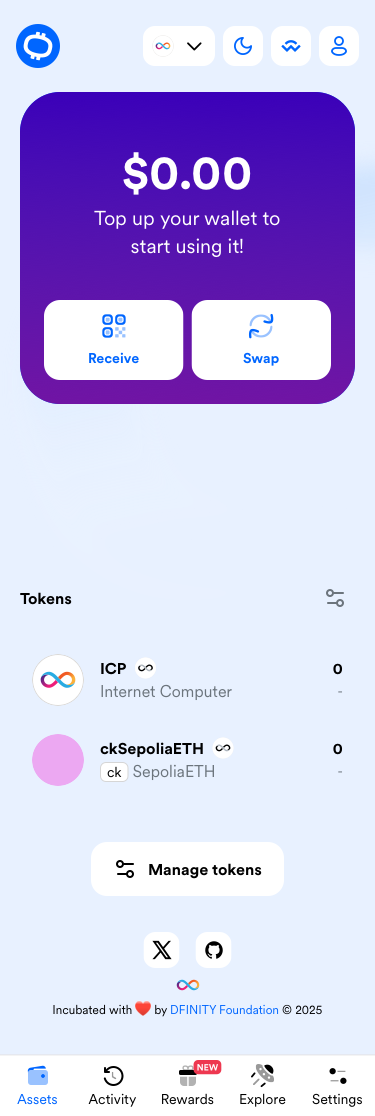 $0.00
Top up your wallet to
start using it!
Receive
Swap
Tokens
ICP
0
Internet Computer
-
ckSepoliaETH
0
ck SepoliaETH
-
Manage tokens
Incubated with ❤️ by DFINITY Foundation © 2025
NEW
Assets
Activity
Rewards
Explore
Settings